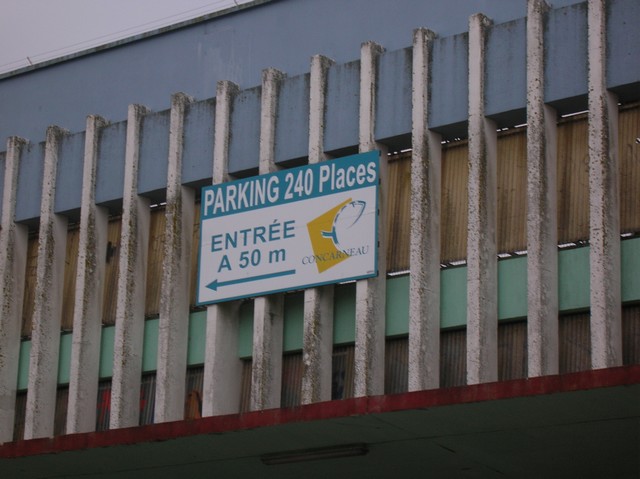 PARKING 240 Places
ENTRÉE
A 50 m
CONCARNEAU